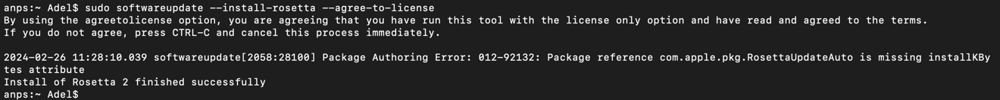 anps:~ Adel$ sudo softwareupdate --install-rosetta --agree-to-license
By using the agreetolicense option, you are agreeing that you have run this tool with the license only option and have read and agreed to the terms.
If you do not agree, press CTRL-C and cancel this process immediately.
2024-02-26 11:28:10.039 softwareupdate[2058:28100] Package Authoring Error: 012-92132: Package reference com.apple.pkg.RosettaUpdateAuto is missing installKBy
tes attribute
Install of Rosetta 2 finished successfully
anps:~ Adel$